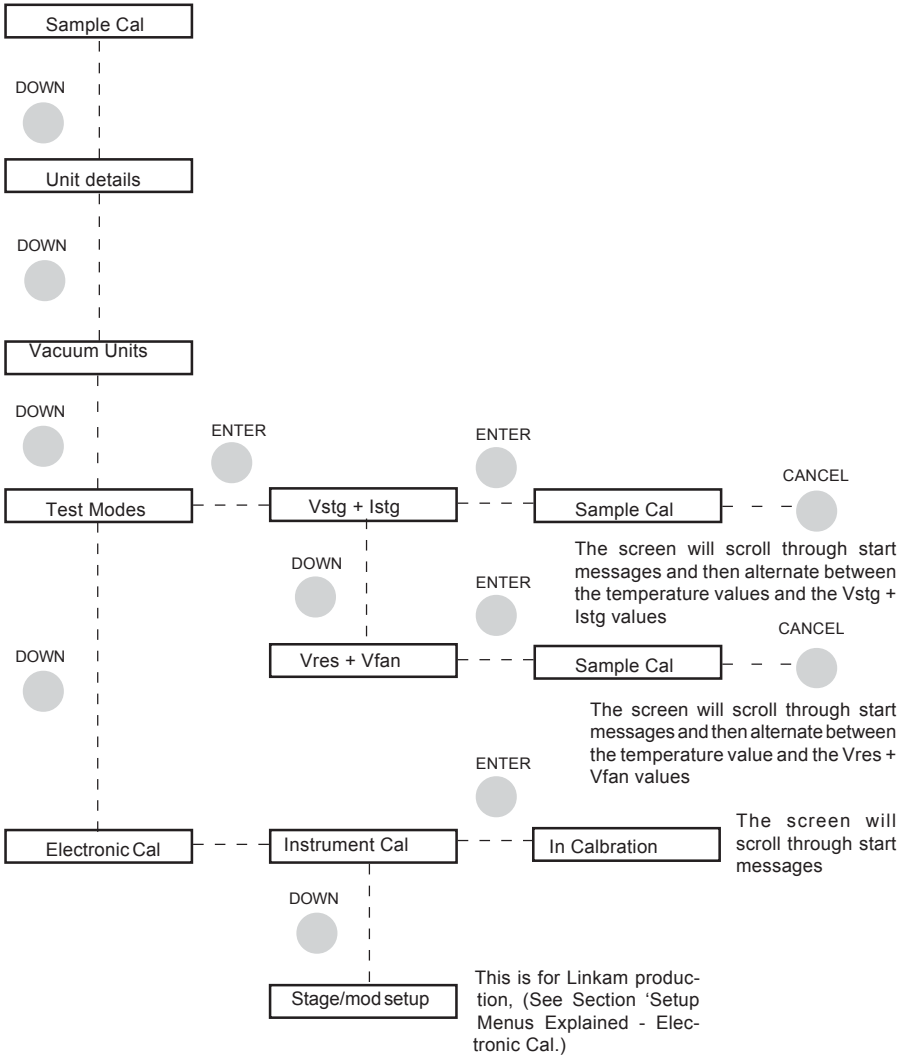 Sample Cal
DOWN
Unit details
DOWN
Vacuum Units
DOWN
ENTER
ENTER
CANCEL
Test Modes
Vstg + Istg
Sample Cal
The screen will scroll through start
messages and then alternate between
the temperature values and the Vstg +
Istg values
DOWN
ENTER
CANCEL
Vres + Vfan
Sample Cal
The screen will scroll through start
messages and then alternate between
the temperature value and the Vres +
Vfan values
DOWN
ENTER
Electronic Cal
Instrument Cal
In Calbration
The screen will
scroll through start
messages
DOWN
Stage/mod setup
This is for Linkam produc-
tion, (See Section ‘Setup
Menus Explained - Elec-
tronic Cal.)